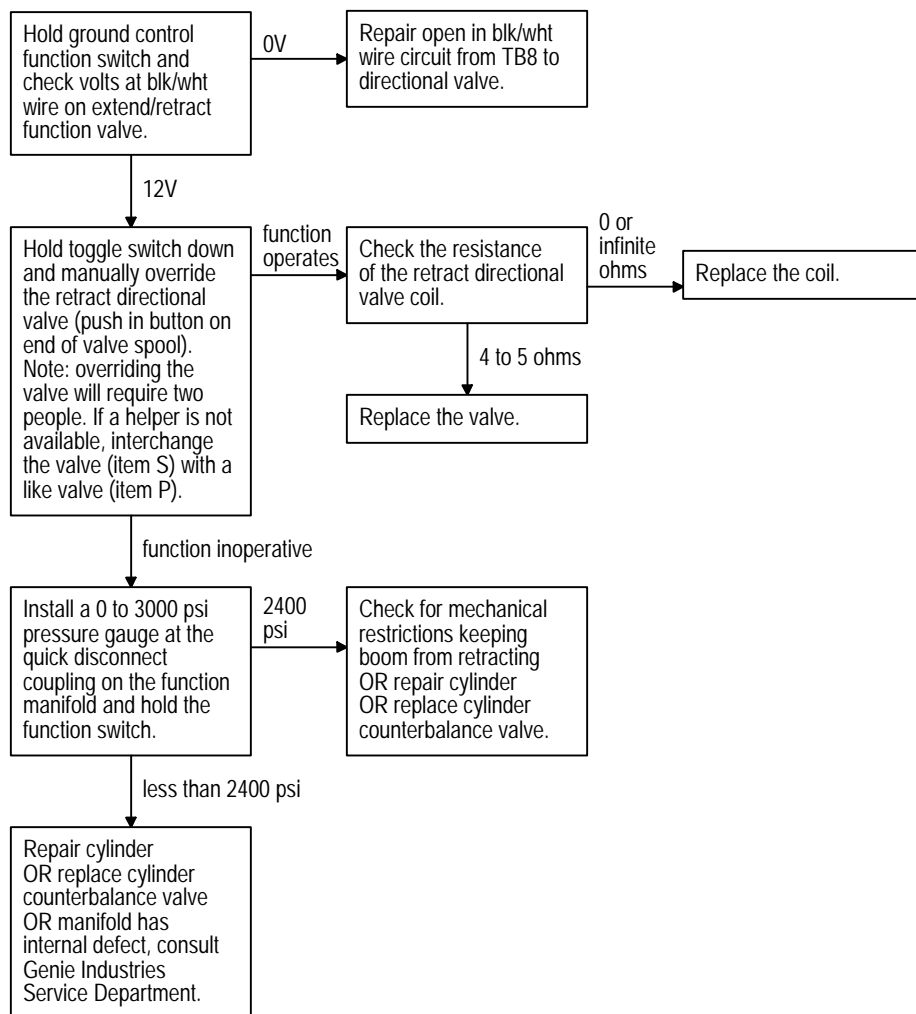 Hold ground control
function switch and
check volts at blk/wht
wire on extend/retract
function valve.
0V
Repair open in blk/wht
wire circuit from TB8 to
directional valve.
12V
Hold toggle switch down
and manually override
the retract directional
valve (push in button on
end of valve spool).
Note: overriding the
valve will require two
people. If a helper is not
available, interchange
the valve (item S) with a
like valve (item P).
function
operates
Check the resistance
of the retract directional
valve coil.
0 or
infinite
ohms
Replace the coil.
4 to 5 ohms
Replace the valve.
function inoperative
Install a 0 to 3000 psi
pressure gauge at the
quick disconnect
coupling on the function
manifold and hold the
function switch.
2400
psi
Check for mechanical
restrictions keeping
boom from retracting
OR repair cylinder
OR replace cylinder
counterbalance valve.
less than 2400 psi
Repair cylinder
OR replace cylinder
counterbalance valve
OR manifold has
internal defect, consult
Genie Industries
Service Department.